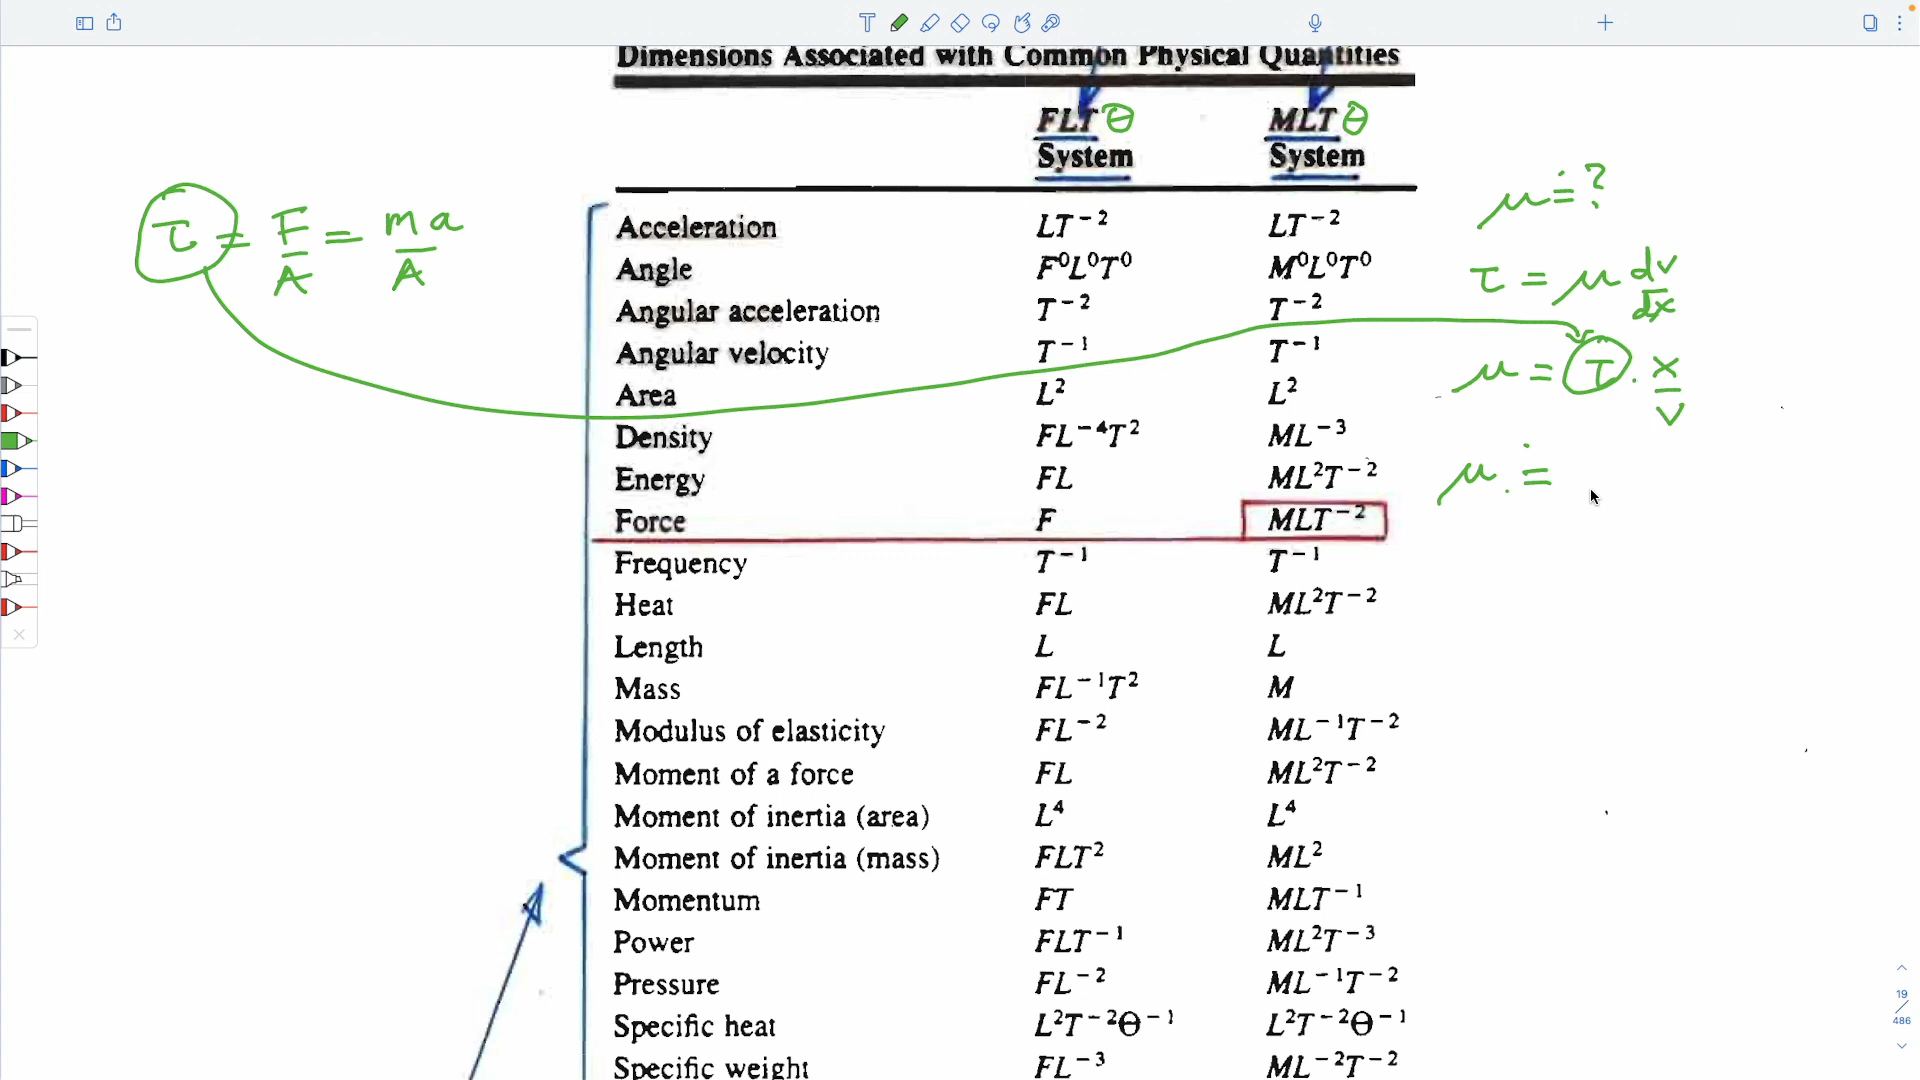 Dimensions Associated with Common Physical Quantities
FLT Θ MLT Θ
System System
Acceleration LT⁻² LT⁻²
Angle F⁰L⁰T⁰ M⁰L⁰T⁰
Angular acceleration T⁻² T⁻²
Angular velocity T⁻¹ T⁻¹
Area L² L²
Density FL⁻⁴T² ML⁻³
Energy FL ML²T⁻²
Force F MLT⁻²
Frequency T⁻¹ T⁻¹
Heat FL ML²T⁻²
Length L L
Mass FL⁻¹T² M
Modulus of elasticity FL⁻² ML⁻¹T⁻²
Moment of a force FL ML²T⁻²
Moment of inertia (area) L⁴ L⁴
Moment of inertia (mass) FLT² ML²
Momentum FT MLT⁻¹
Power FLT⁻¹ ML²T⁻³
Pressure FL⁻² ML⁻¹T⁻²
Specific heat L²T⁻²Θ⁻¹ L²T⁻²Θ⁻¹
Specific weight FL⁻³ ML⁻²T⁻²
τ = F/A = ma/A
μ ≐ ?
τ = μ dv/dx
μ = τ · x/v
μ ≐
19
/
486